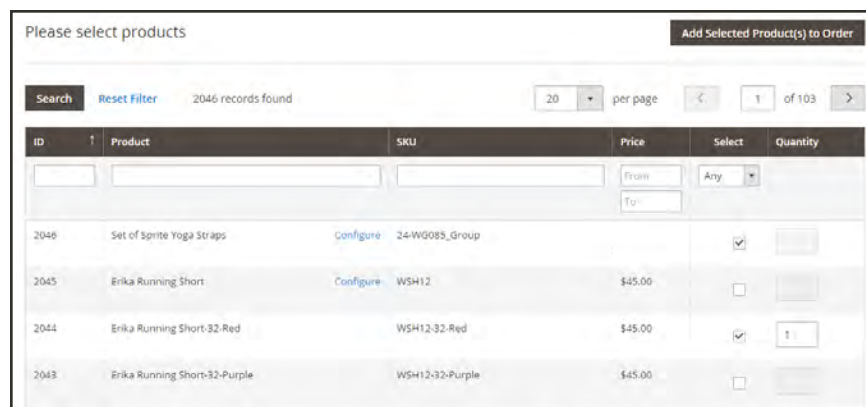 Please select products
Add Selected Product(s) to Order
Search Reset Filter 2046 records found 20 per page 1 of 103
ID Product SKU Price Select Quantity
From Any
To
2046 Set of Sprite Yoga Straps Configure 24-WG085_Group
2045 Erika Running Short Configure WSH12 $45.00
2044 Erika Running Short-32-Red WSH12-32-Red $45.00 1
2043 Erika Running Short-32-Purple WSH12-32-Purple $45.00